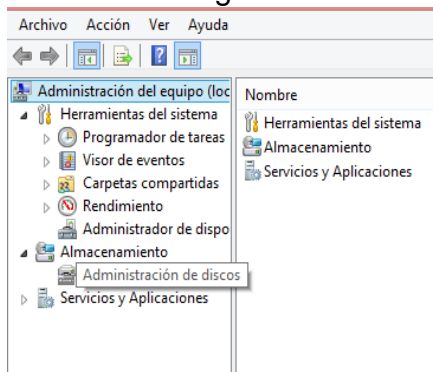 Archivo Acción Ver Ayuda
Administración del equipo (loc
Herramientas del sistema
Programador de tareas
Visor de eventos
Carpetas compartidas
Rendimiento
Administrador de dispo
Almacenamiento
Administración de discos
Servicios y Aplicaciones
Nombre
Herramientas del sistema
Almacenamiento
Servicios y Aplicaciones